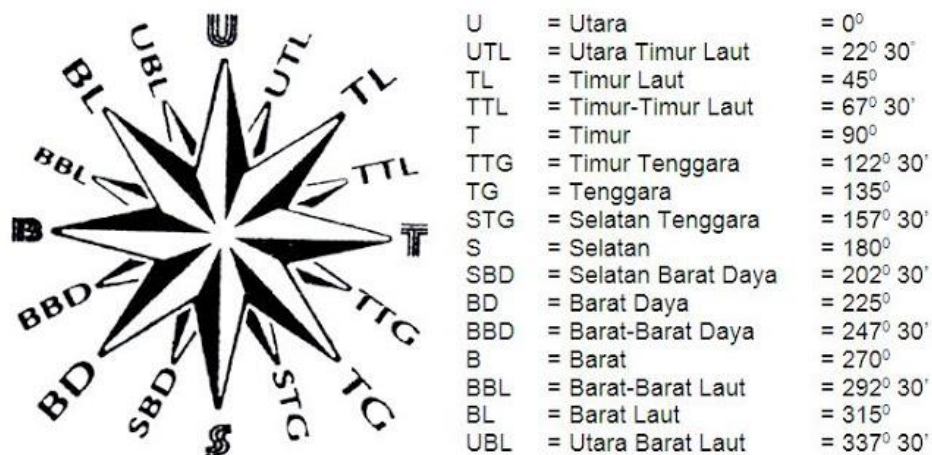 U
UBL
UTL
BL
TL
BBL
TTL
B
T
BBD
TTG
BD
TG
SBD
STG
S
U = Utara = 0⁰
UTL = Utara Timur Laut = 22⁰ 30'
TL = Timur Laut = 45⁰
TTL = Timur-Timur Laut = 67⁰ 30'
T = Timur = 90⁰
TTG = Timur Tenggara = 122⁰ 30'
TG = Tenggara = 135⁰
STG = Selatan Tenggara = 157⁰ 30'
S = Selatan = 180⁰
SBD = Selatan Barat Daya = 202⁰ 30'
BD = Barat Daya = 225⁰
BBD = Barat-Barat Daya = 247⁰ 30'
B = Barat = 270⁰
BBL = Barat-Barat Laut = 292⁰ 30'
BL = Barat Laut = 315⁰
UBL = Utara Barat Laut = 337⁰ 30'